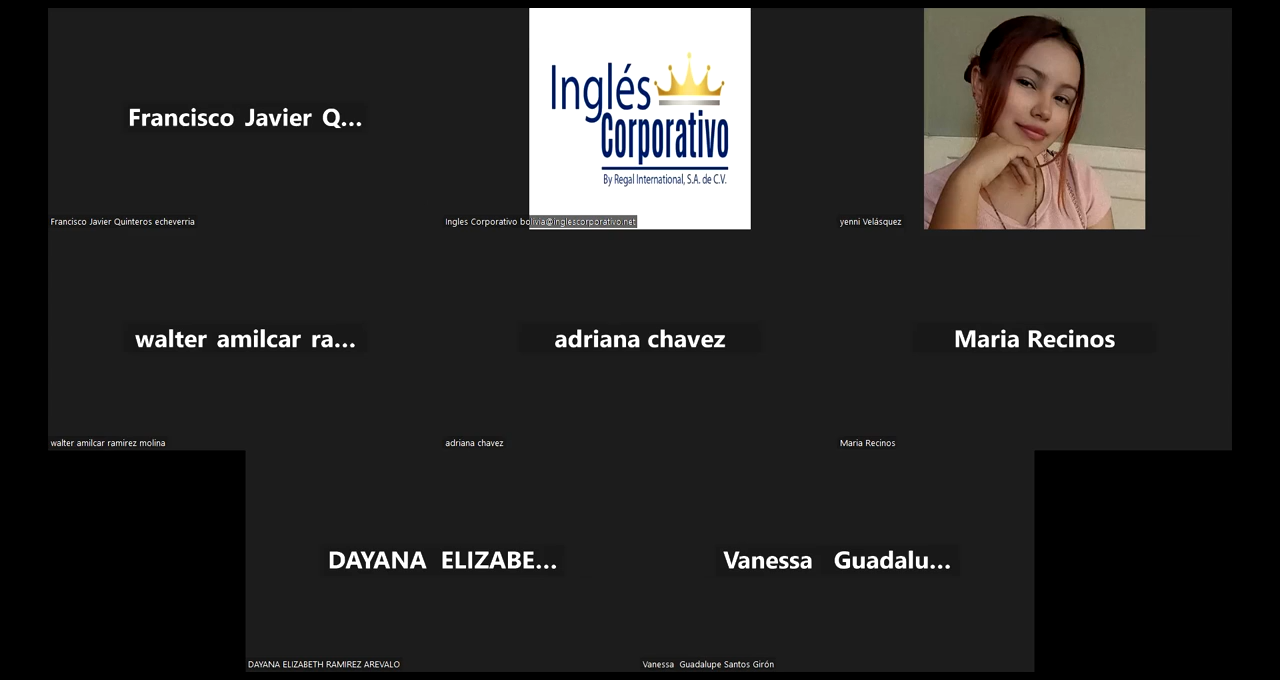 Francisco Javier Q...
Francisco Javier Quinteros echeverria
Inglés
Corporativo
By Regal International, S.A. de C.V.
Ingles Corporativo bolivia@inglescorporativo.net
yenni Velásquez
walter amilcar ra...
walter amilcar ramirez molina
adriana chavez
adriana chavez
Maria Recinos
Maria Recinos
DAYANA ELIZABE...
DAYANA ELIZABETH RAMIREZ AREVALO
Vanessa Guadalu...
Vanessa Guadalupe Santos Girón